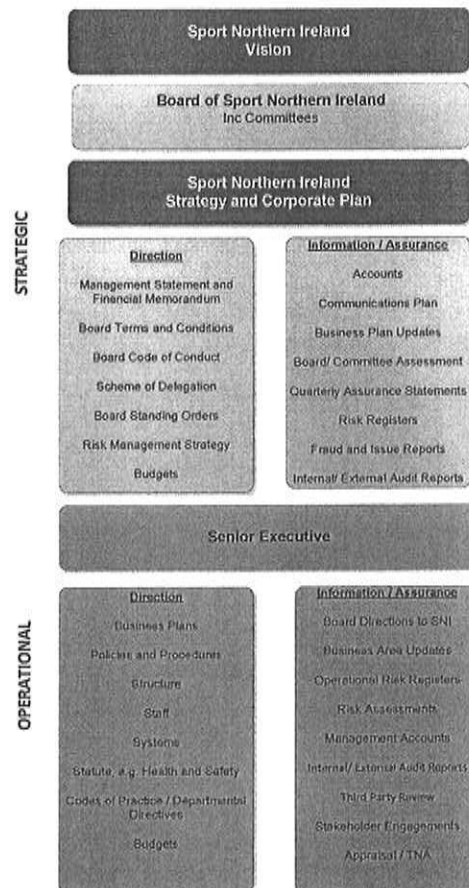 Sport Northern Ireland
Vision
Board of Sport Northern Ireland
Inc Committees
Sport Northern Ireland
Strategy and Corporate Plan
STRATEGIC
Direction
Management Statement and
Financial Memorandum
Board Terms and Conditions
Board Code of Conduct
Scheme of Delegation
Board Standing Orders
Risk Management Strategy
Budgets
Information / Assurance
Accounts
Communications Plan
Business Plan Updates
Board/ Committee Assessment
Quarterly Assurance Statements
Risk Registers
Fraud and Issue Reports
Internal/ External Audit Reports
Senior Executive
OPERATIONAL
Direction
Business Plans
Policies and Procedures
Structure
Staff
Systems
Statute, e.g. Health and Safety
Codes of Practice / Departmental
Directives
Budgets
Information / Assurance
Board Directions to SNI
Business Area Updates
Operational Risk Registers
Risk Assessments
Management Accounts
Internal/ External Audit Reports
Third Party Review
Stakeholder Engagements
Appraisal / TNA